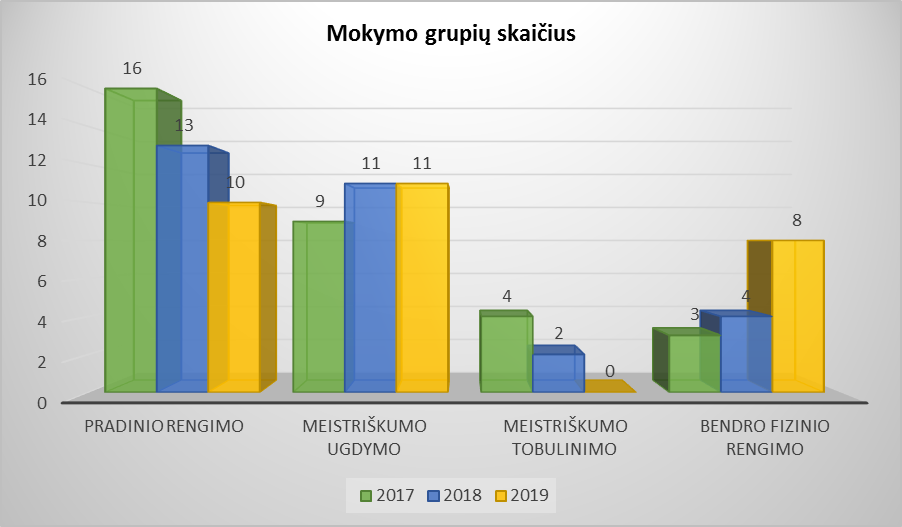 Mokymo grupių skaičius
16
14
12
10
8
6
4
2
0
16
13
10
9
11
11
4
2
0
3
4
8
PRADINIO RENGIMO
MEISTRIŠKUMO
UGDYMO
MEISTRIŠKUMO
TOBULINIMO
BENDRO FIZINIO
RENGIMO
2017 2018 2019